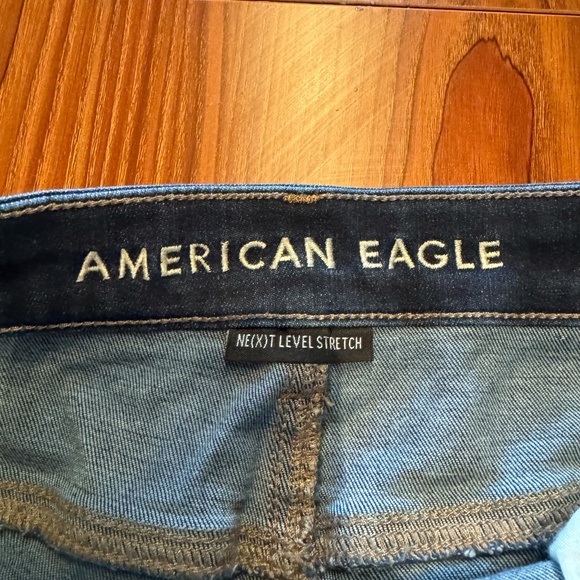 AMERICAN EAGLE
NE(X)T LEVEL STRETCH